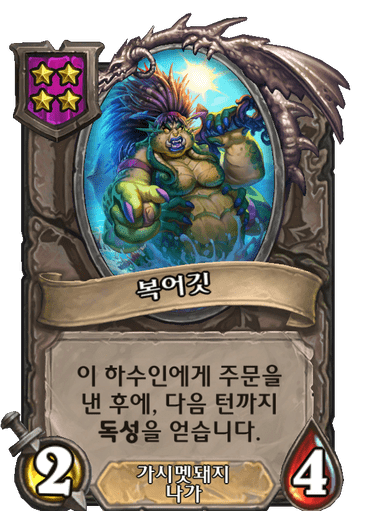 복어깃
이 하수인에게 주문을
낸 후에, 다음 턴까지
독성을 얻습니다.
가시멧돼지
나가
2
4